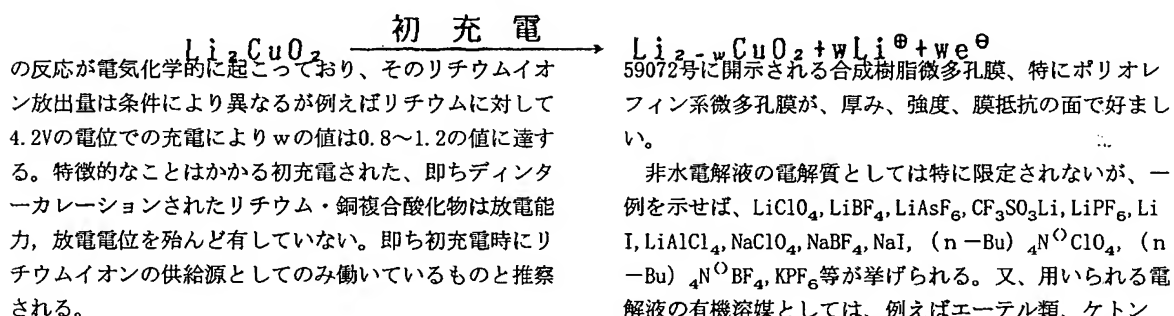 初 充 電
Li₂CuO₂ ⟶ Li₂₋wCuO₂+wLi⊕+we⊖
の反応が電気化学的に起こっており、そのリチウムイオ
ン放出量は条件により異なるが例えばリチウムに対して
4.2Vの電位での充電によりwの値は0.8〜1.2の値に達す
る。特徴的なことはかかる初充電された、即ちディンタ
ーカレーションされたリチウム・銅複合酸化物は放電能
力，放電電位を殆んど有していない。即ち初充電時にリ
チウムイオンの供給源としてのみ働いているものと推察
される。
59072号に開示される合成樹脂微多孔膜、特にポリオレ
フィン系微多孔膜が、厚み、強度、膜抵抗の面で好まし
い。
非水電解液の電解質としては特に限定されないが、一
例を示せば、LiClO₄,LiBF₄,LiAsF₆,CF₃SO₃Li,LiPF₆,Li
I,LiAlCl₄,NaClO₄,NaBF₄,NaI,（n－Bu）₄N⁽⁾ClO₄,（n
－Bu）₄N⁽⁾BF₄,KPF₆等が挙げられる。又、用いられる電
解液の有機溶媒としては、例えばエーテル類、ケトン